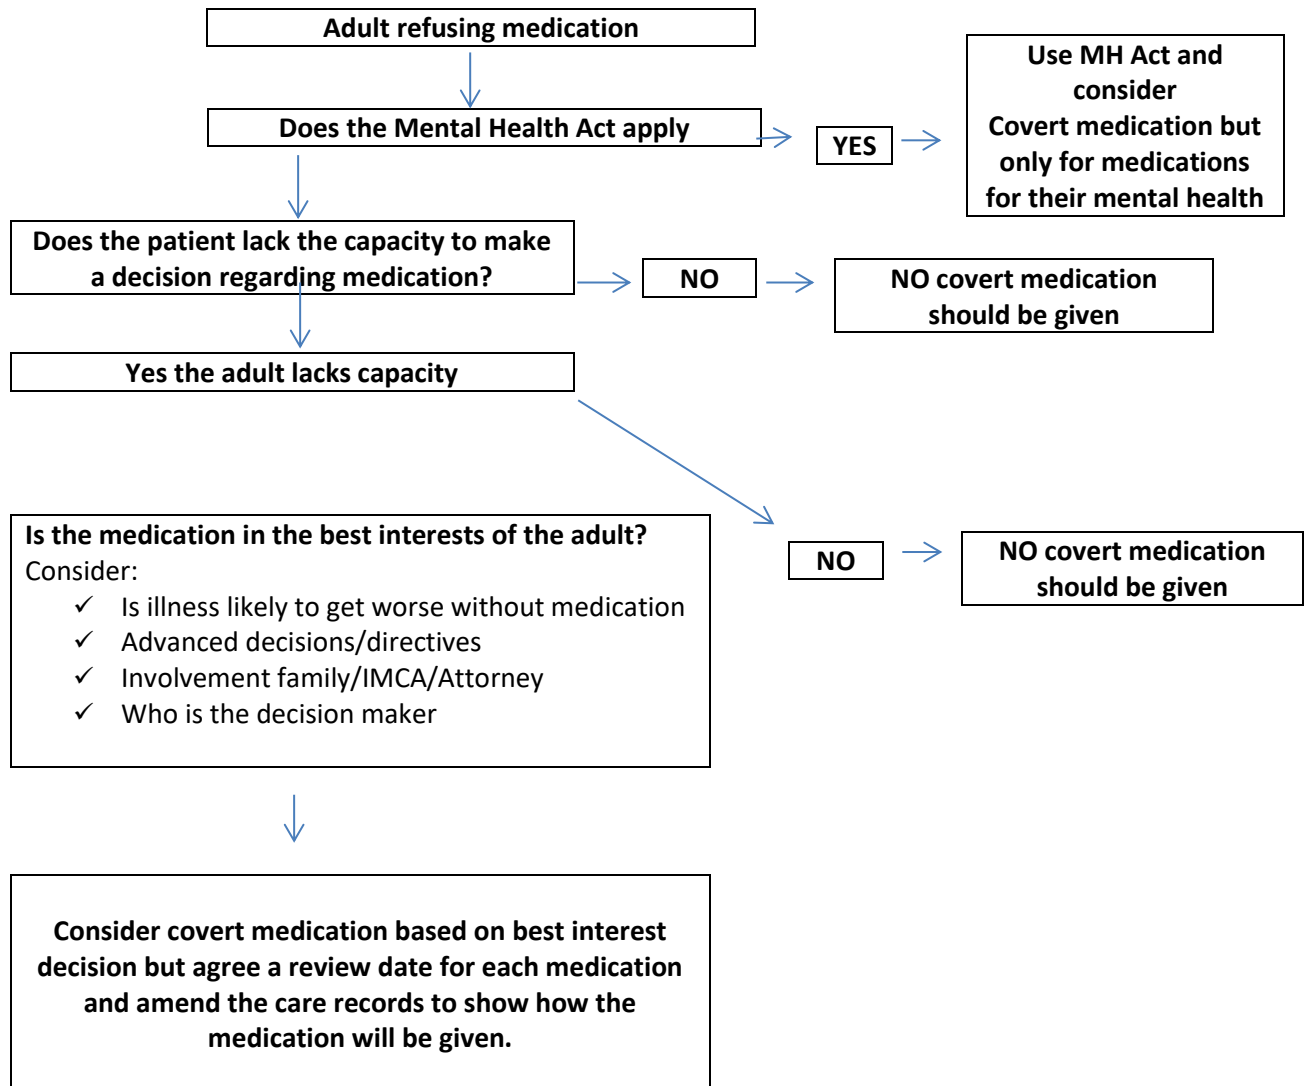 Adult refusing medication
Use MH Act and
consider
Covert medication but
only for medications
for their mental health
Does the Mental Health Act apply
YES
Does the patient lack the capacity to make
a decision regarding medication?
NO
NO covert medication
should be given
Yes the adult lacks capacity
Is the medication in the best interests of the adult?
Consider:
✓ Is illness likely to get worse without medication
✓ Advanced decisions/directives
✓ Involvement family/IMCA/Attorney
✓ Who is the decision maker
NO
NO covert medication
should be given
Consider covert medication based on best interest
decision but agree a review date for each medication
and amend the care records to show how the
medication will be given.